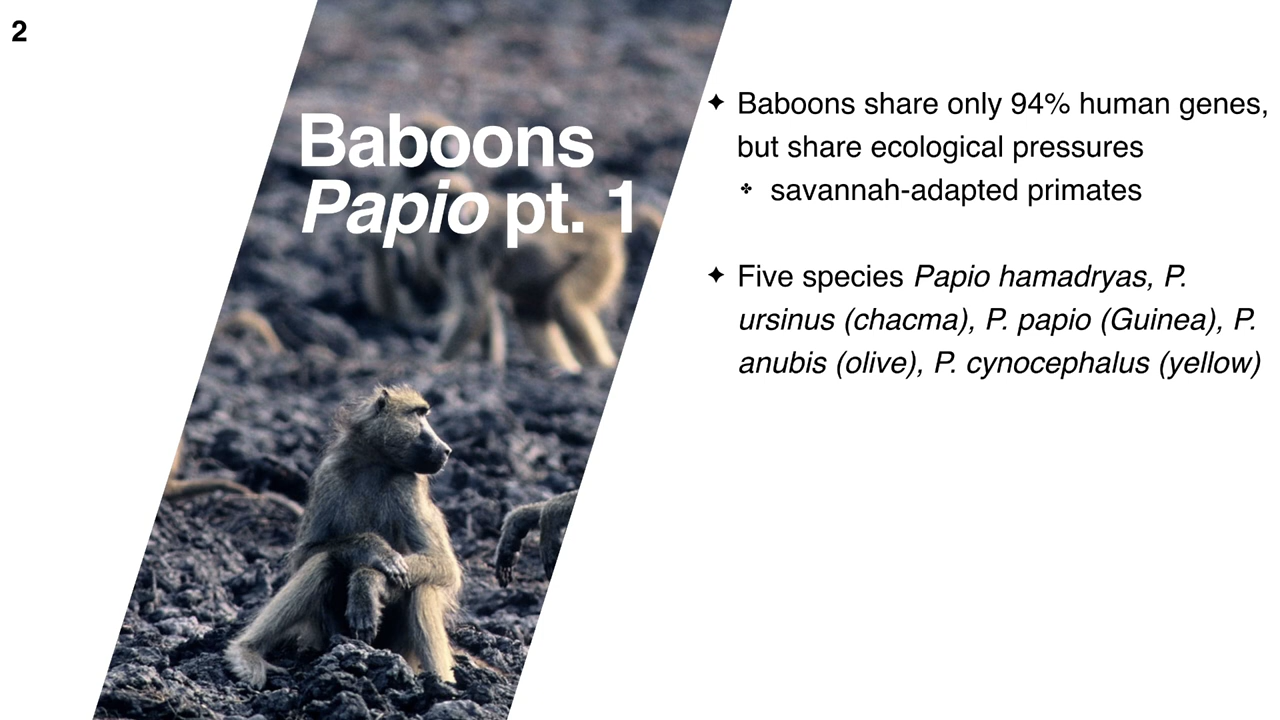 2
Baboons
Papio pt. 1
✦ Baboons share only 94% human genes,
but share ecological pressures
✤ savannah-adapted primates
✦ Five species Papio hamadryas, P.
ursinus (chacma), P. papio (Guinea), P.
anubis (olive), P. cynocephalus (yellow)